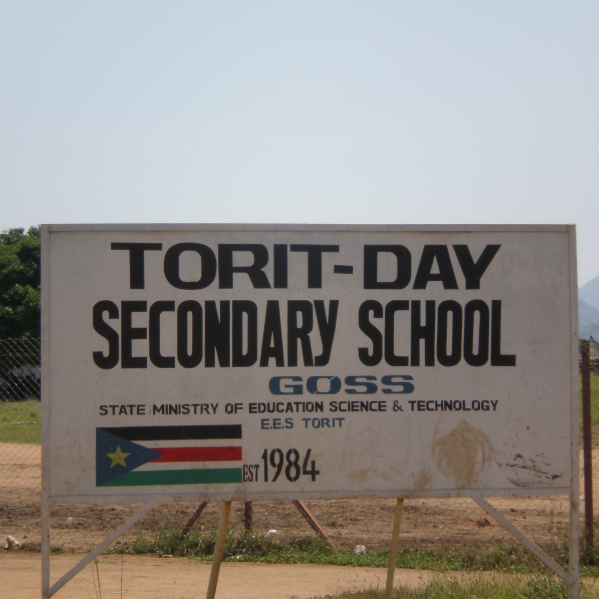 TORIT-DAY
SECONDARY SCHOOL
GOSS
STATE MINISTRY OF EDUCATION SCIENCE & TECHNOLOGY
E.E.S TORIT
EST 1984